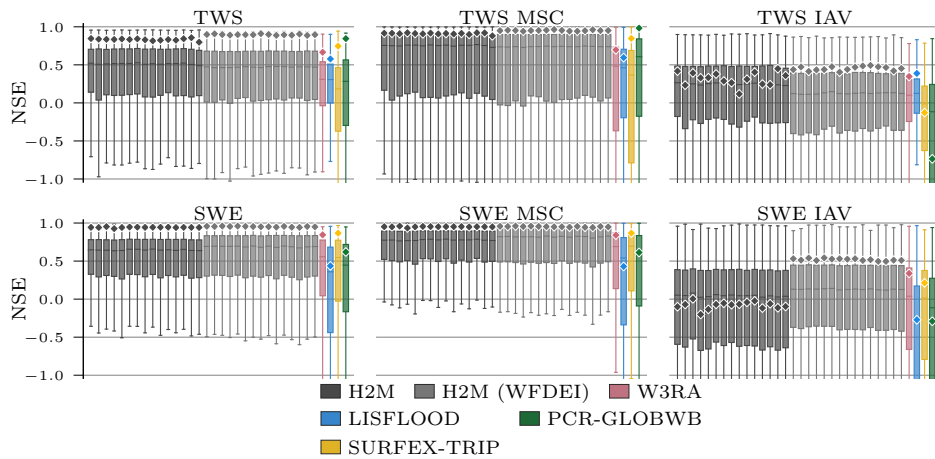 TWS
TWS MSC
TWS IAV
NSE
1.0
0.5
0.0
−0.5
−1.0
SWE
SWE MSC
SWE IAV
NSE
1.0
0.5
0.0
−0.5
−1.0
H2M
H2M (WFDEI)
W3RA
LISFLOOD
PCR-GLOBWB
SURFEX-TRIP